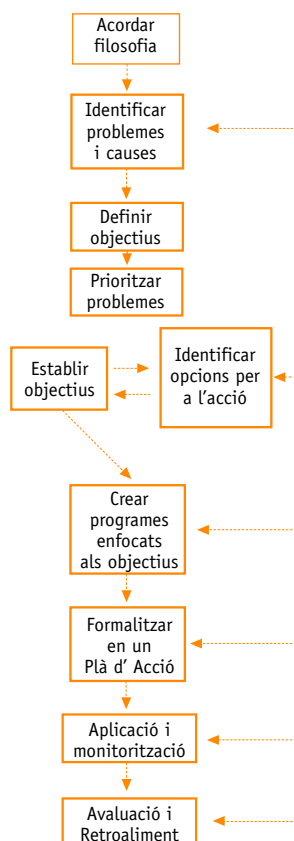 Acordar
filosofia
Identificar
problemes
i causes
Definir
objectius
Prioritzar
problemes
Establir
objectius
Identificar
opcions per
a l'acció
Crear
programes
enfocats
als objectius
Formalitzar
en un
Plà d' Acció
Aplicació i
monitorització
Avaluació i
Retroaliment